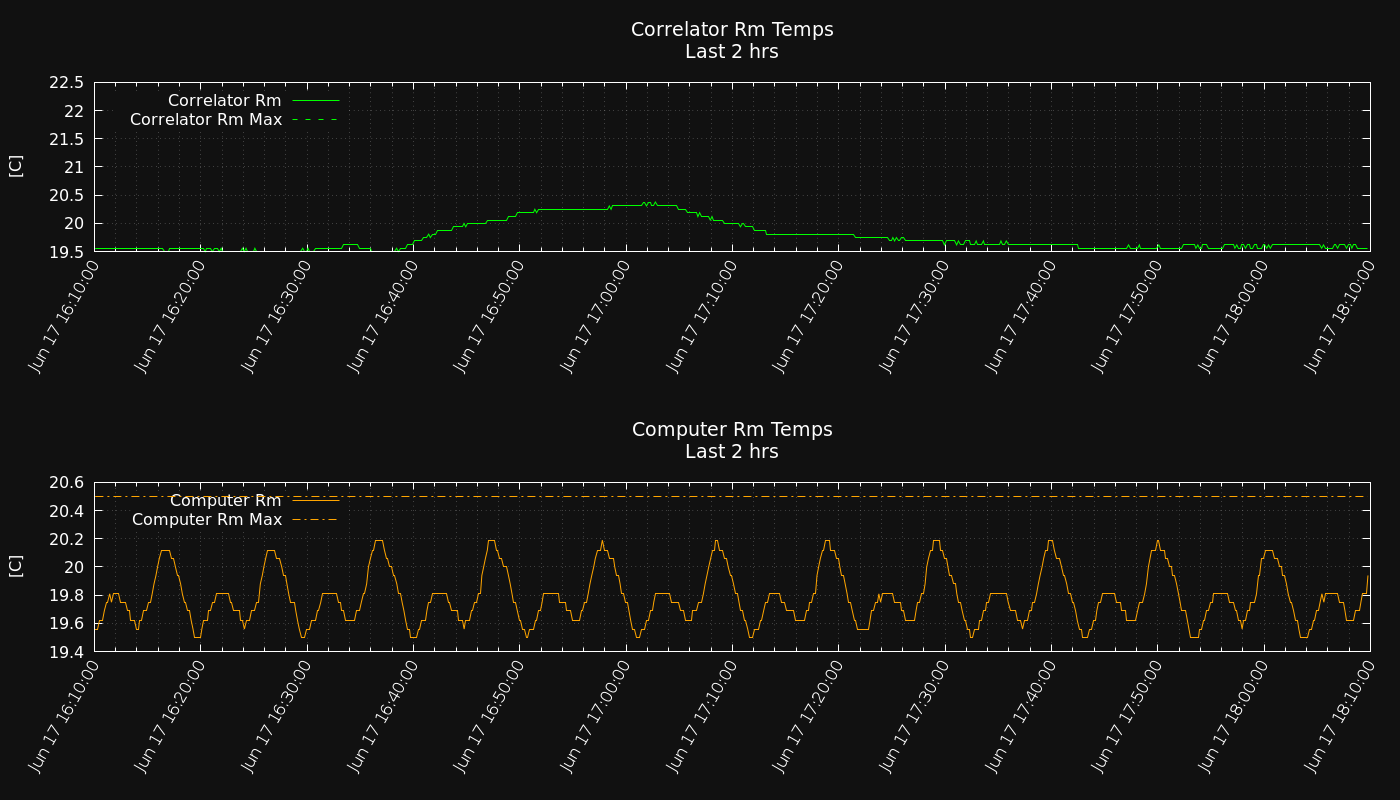 Correlator Rm Temps
Last 2 hrs
22.5
22
21.5
21
20.5
20
19.5
[C]
Correlator Rm
Correlator Rm Max
Jun 17 16:10:00
Jun 17 16:20:00
Jun 17 16:30:00
Jun 17 16:40:00
Jun 17 16:50:00
Jun 17 17:00:00
Jun 17 17:10:00
Jun 17 17:20:00
Jun 17 17:30:00
Jun 17 17:40:00
Jun 17 17:50:00
Jun 17 18:00:00
Jun 17 18:10:00
Computer Rm Temps
Last 2 hrs
20.6
20.4
20.2
20
19.8
19.6
19.4
[C]
Computer Rm
Computer Rm Max
Jun 17 16:10:00
Jun 17 16:20:00
Jun 17 16:30:00
Jun 17 16:40:00
Jun 17 16:50:00
Jun 17 17:00:00
Jun 17 17:10:00
Jun 17 17:20:00
Jun 17 17:30:00
Jun 17 17:40:00
Jun 17 17:50:00
Jun 17 18:00:00
Jun 17 18:10:00